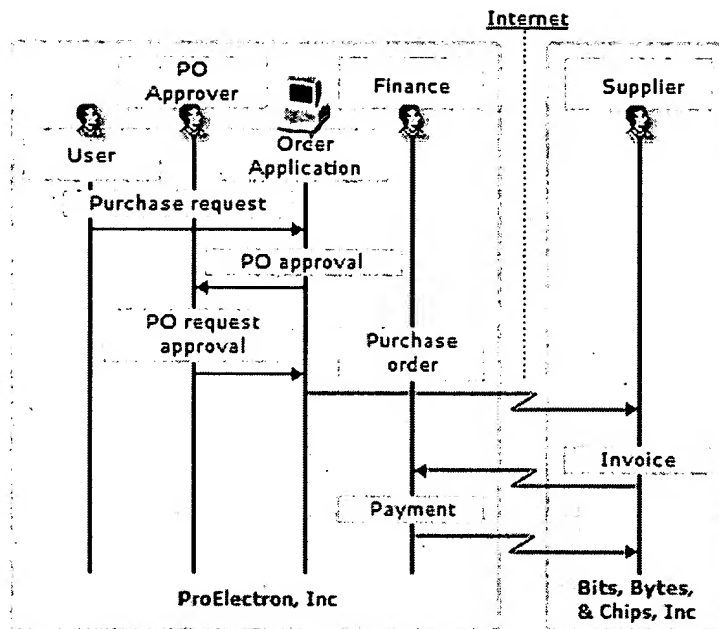 Internet
PO
Approver
Finance
Supplier
User
Order
Application
Purchase request
PO approval
PO request
approval
Purchase
order
Invoice
Payment
ProElectron, Inc
Bits, Bytes,
& Chips, Inc